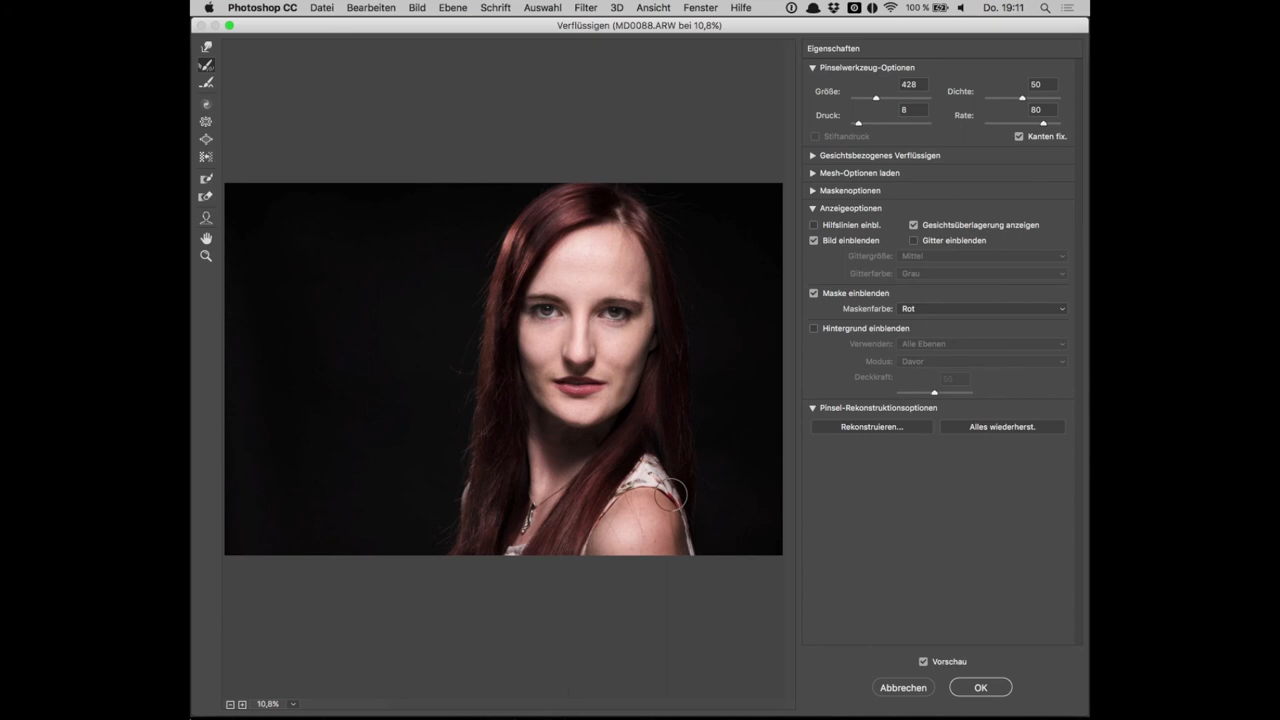 Photoshop CC Datei Bearbeiten Bild Ebene Schrift Auswahl Filter 3D Ansicht Fenster Hilfe 100 % Do. 19:11
Verflüssigen (MD0088.ARW bei 10,8%)
Eigenschaften
Pinselwerkzeug-Optionen
Größe: 428 Dichte: 50
Druck: 8 Rate: 80
Stiftandruck Kanten fix.
Gesichtsbezogenes Verflüssigen
Mesh-Optionen laden
Maskenoptionen
Anzeigeoptionen
Hilfslinien einbl. Gesichtsüberlagerung anzeigen
Bild einblenden Gitter einblenden
Gittergröße: Mittel
Gitterfarbe: Grau
Maske einblenden
Maskenfarbe: Rot
Hintergrund einblenden
Verwenden: Alle Ebenen
Modus: Davor
Deckkraft: 50
Pinsel-Rekonstruktionsoptionen
Rekonstruieren... Alles wiederherst.
Vorschau
Abbrechen OK
10,8%